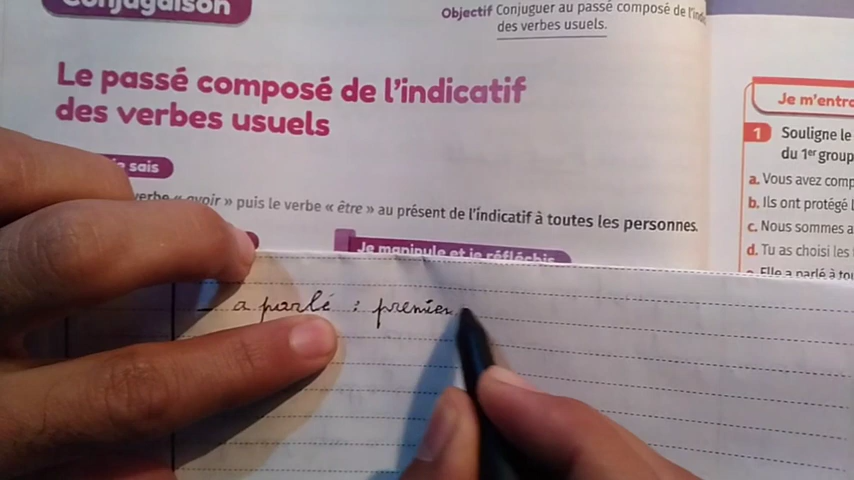 Conjugaison
Objectif Conjuguer au passé composé de l'indi
des verbes usuels.
Le passé composé de l'indicatif
des verbes usuels
sais
verbe « avoir » puis le verbe « être » au présent de l'indicatif à toutes les personnes.
Je manipule et je réfléchis
- a parlé : premier
Je m'entra
1 Souligne le
du 1er group
a. Vous avez comp
b. Ils ont protégé l
c. Nous sommes a
d. Tu as choisi les
Elle a parlé à tou